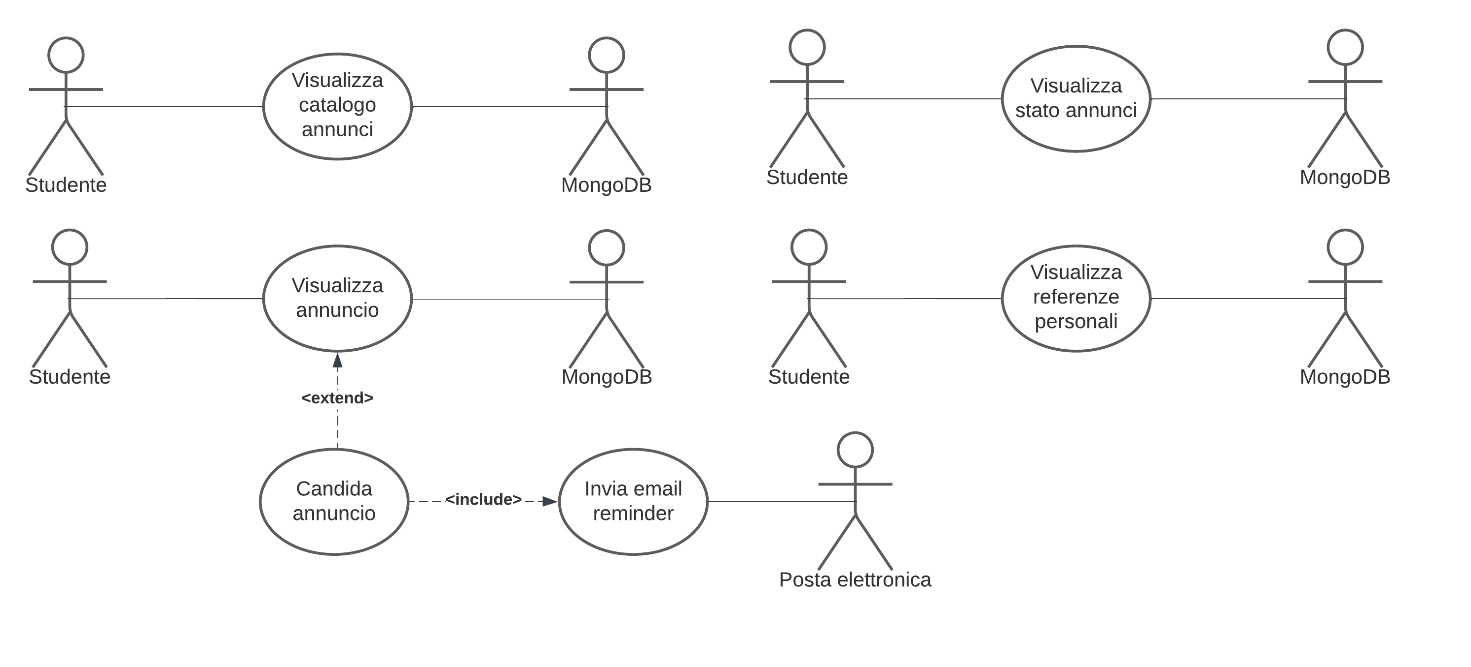 Visualizza
catalogo
annunci
Studente
MongoDB
Visualizza
stato annunci
Studente
MongoDB
Visualizza
annuncio
Studente
MongoDB
Visualizza
referenze
personali
Studente
MongoDB
<extend>
Candida
annuncio
<include>
Invia email
reminder
Posta elettronica